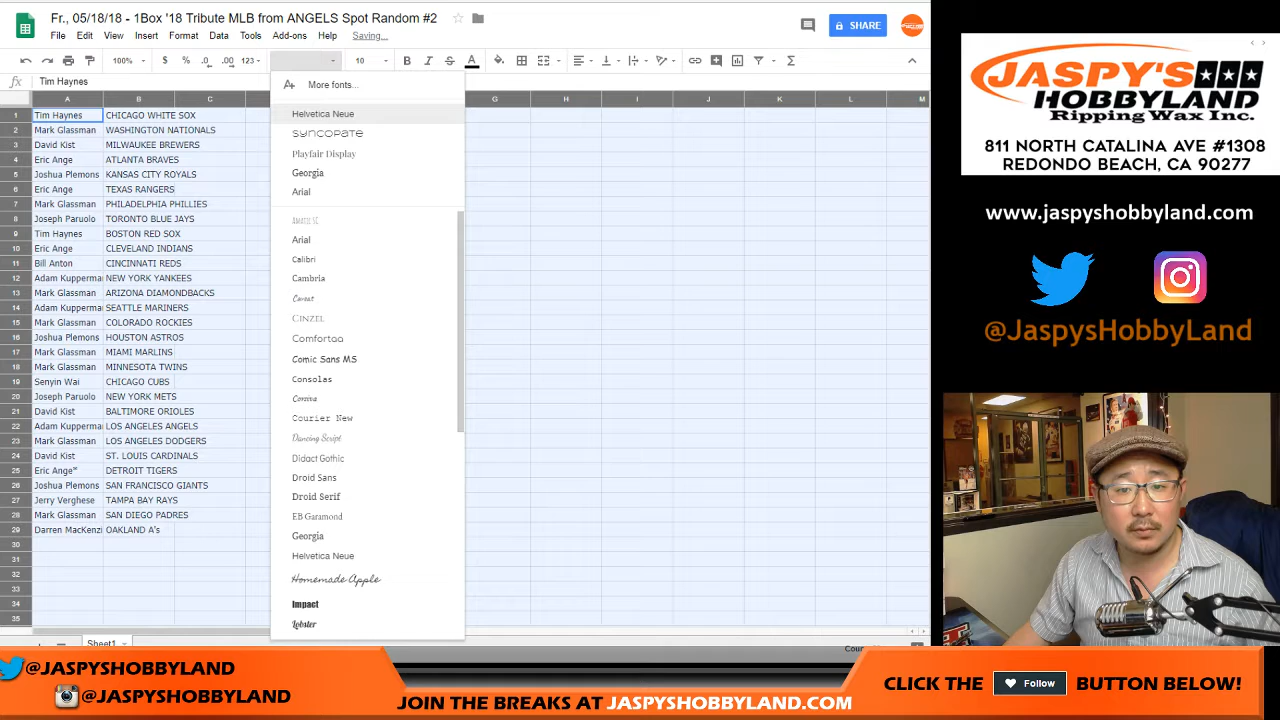 Fr., 05/18/18 - 1Box '18 Tribute MLB from ANGELS Spot Random #2
File Edit View Insert Format Data Tools Add-ons Help Saving...
SHARE
100% $ % .0 .00 123 10 B I S A
fx Tim Haynes
A B C G H I J K L M
1 Tim Haynes CHICAGO WHITE SOX
2 Mark Glassman WASHINGTON NATIONALS
3 David Kist MILWAUKEE BREWERS
4 Eric Ange ATLANTA BRAVES
5 Joshua Plemons KANSAS CITY ROYALS
6 Eric Ange TEXAS RANGERS
7 Mark Glassman PHILADELPHIA PHILLIES
8 Joseph Paruolo TORONTO BLUE JAYS
9 Tim Haynes BOSTON RED SOX
10 Eric Ange CLEVELAND INDIANS
11 Bill Anton CINCINNATI REDS
12 Adam Kupperma NEW YORK YANKEES
13 Mark Glassman ARIZONA DIAMONDBACKS
14 Adam Kupperma SEATTLE MARINERS
15 Mark Glassman COLORADO ROCKIES
16 Joshua Plemons HOUSTON ASTROS
17 Mark Glassman MIAMI MARLINS
18 Mark Glassman MINNESOTA TWINS
19 Senyin Wai CHICAGO CUBS
20 Joseph Paruolo NEW YORK METS
21 David Kist BALTIMORE ORIOLES
22 Adam Kupperma LOS ANGELES ANGELS
23 Mark Glassman LOS ANGELES DODGERS
24 David Kist ST. LOUIS CARDINALS
25 Eric Ange* DETROIT TIGERS
26 Joshua Plemons SAN FRANCISCO GIANTS
27 Jerry Verghese TAMPA BAY RAYS
28 Mark Glassman SAN DIEGO PADRES
29 Darren MacKenzi OAKLAND A's
30
31
32
33
34
35
Sheet1
More fonts...
Helvetica Neue
SYNCOPATE
Playfair Display
Georgia
Arial
AMATIC SC
Arial
Calibri
Cambria
Caveat
CINZEL
Comfortaa
Comic Sans MS
Consolas
Corsiva
Courier New
Dancing Script
Didact Gothic
Droid Sans
Droid Serif
EB Garamond
Georgia
Helvetica Neue
Homemade Apple
Impact
Lobster
JASPY'S
HOBBYLAND
Ripping Wax Inc.
811 NORTH CATALINA AVE #1308
REDONDO BEACH, CA 90277
www.jaspyshobbyland.com
@JaspysHobbyLand
@JASPYSHOBBYLAND
@JASPYSHOBBYLAND
JOIN THE BREAKS AT JASPYSHOBBYLAND.COM
CLICK THE Follow BUTTON BELOW!